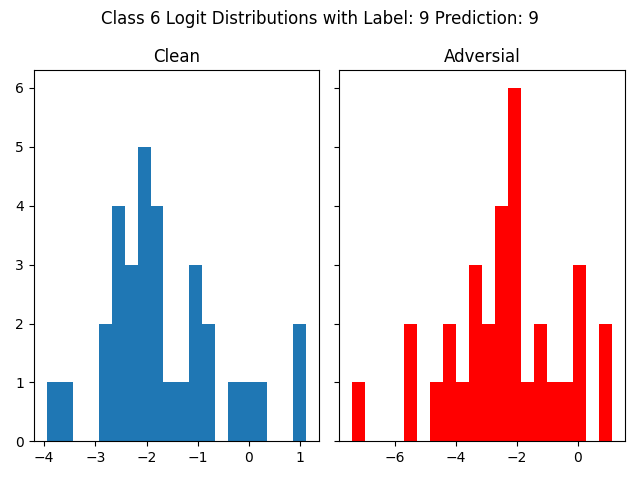 Class 6 Logit Distributions with Label: 9 Prediction: 9
Clean
Adversial
6
5
4
3
2
1
0
−4 −3 −2 −1 0 1
−6 −4 −2 0